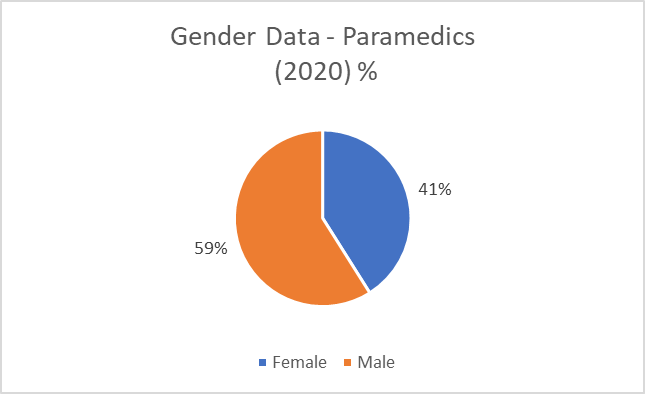 Gender Data - Paramedics
(2020) %
41%
59%
Female Male